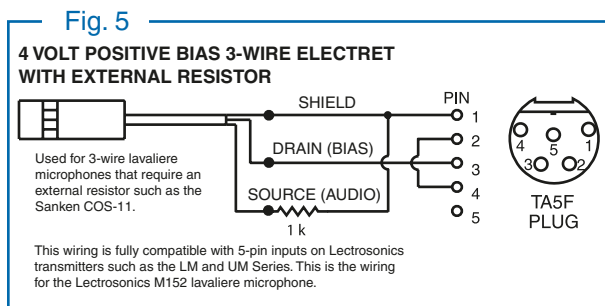 Fig. 5
4 VOLT POSITIVE BIAS 3-WIRE ELECTRET
WITH EXTERNAL RESISTOR
SHIELD
DRAIN (BIAS)
SOURCE (AUDIO)
1 k
PIN
1
2
3
4
5
4
5
1
3
2
TA5F
PLUG
Used for 3-wire lavaliere
microphones that require an
external resistor such as the
Sanken COS-11.
This wiring is fully compatible with 5-pin inputs on Lectrosonics
transmitters such as the LM and UM Series. This is the wiring
for the Lectrosonics M152 lavaliere microphone.